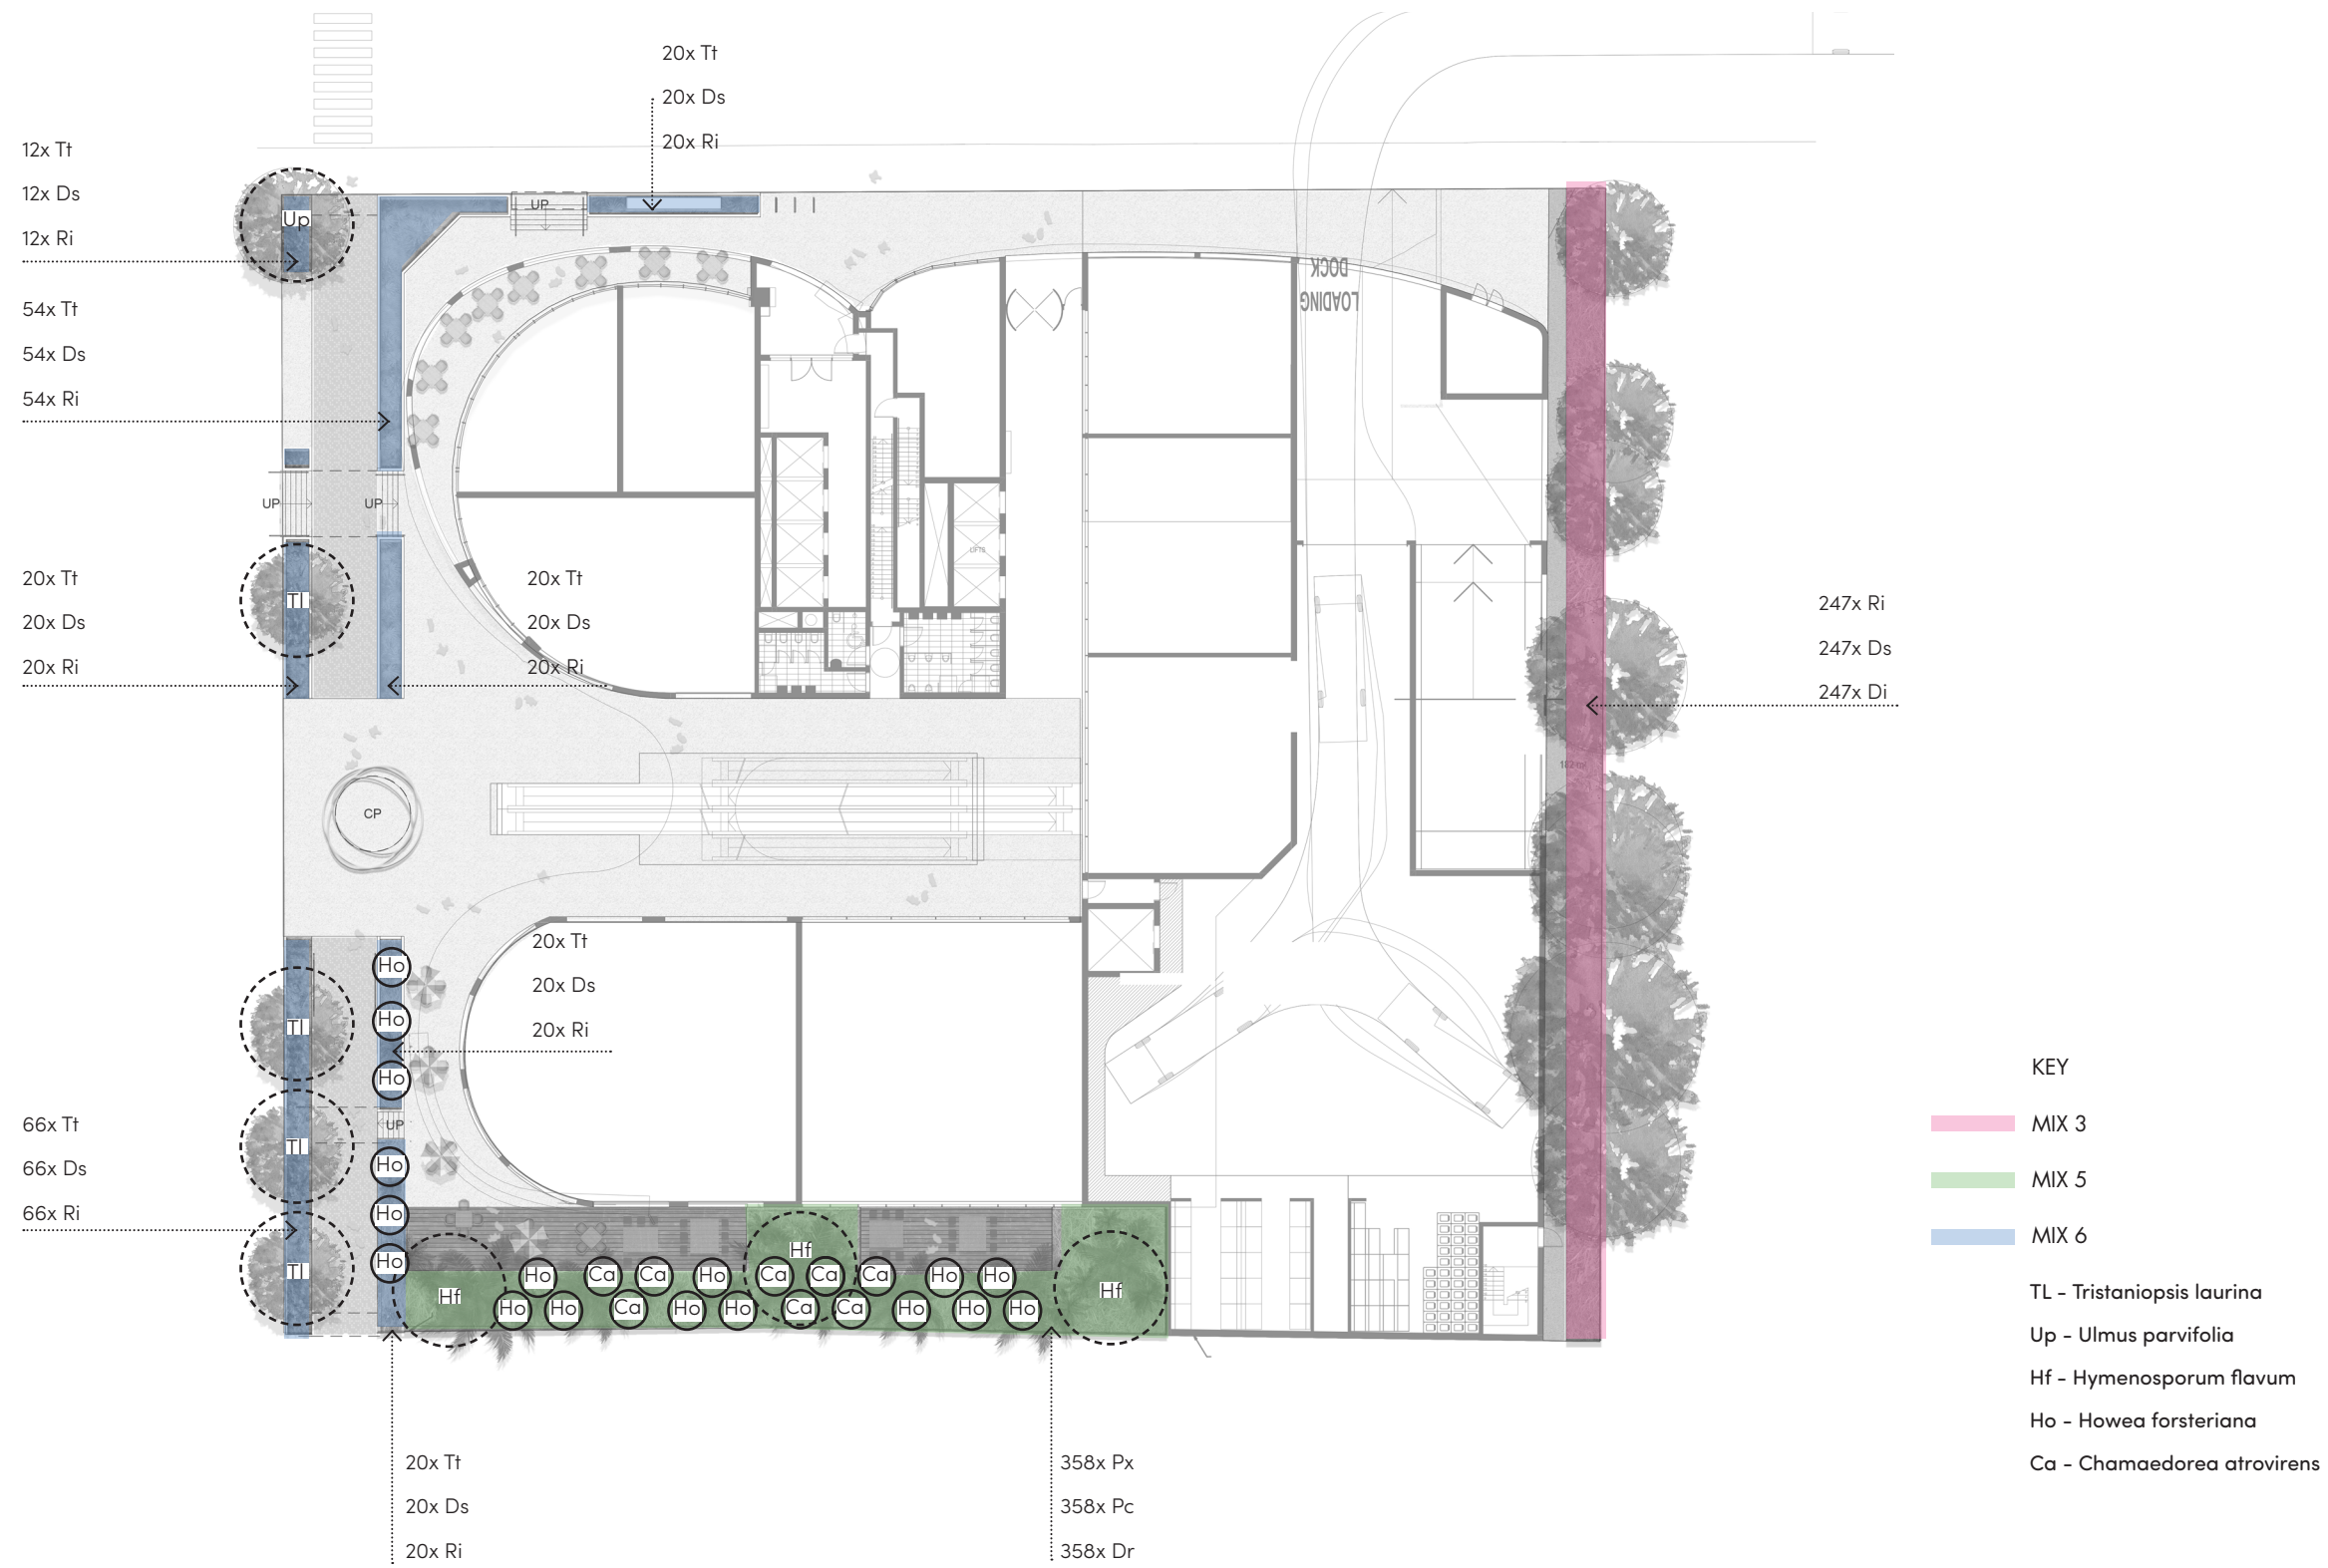 20x Tt
20x Ds
20x Ri
12x Tt
12x Ds
12x Ri
Up
UP
54x Tt
54x Ds
54x Ri
LOADING
DOCK
UP
UP
LIFTS
20x Tt
20x Ds
20x Ri
Tl
20x Tt
20x Ds
20x Ri
247x Ri
247x Ds
247x Di
CP
20x Tt
20x Ds
20x Ri
Ho
Ho
Ho
Tl
Tl
Tl
UP
66x Tt
66x Ds
66x Ri
Ho
Ho
Ho
Hf
Hf
Hf
Ho
Ca
Ca
Ho
Ca
Ca
Ca
Ho
Ho
Ho
Ho
Ca
Ho
Ho
Ca
Ca
Ho
Ho
Ho
20x Tt
20x Ds
20x Ri
358x Px
358x Pc
358x Dr
KEY
MIX 3
MIX 5
MIX 6
TL - Tristaniopsis laurina
Up - Ulmus parvifolia
Hf - Hymenosporum flavum
Ho - Howea forsteriana
Ca - Chamaedorea atrovirens